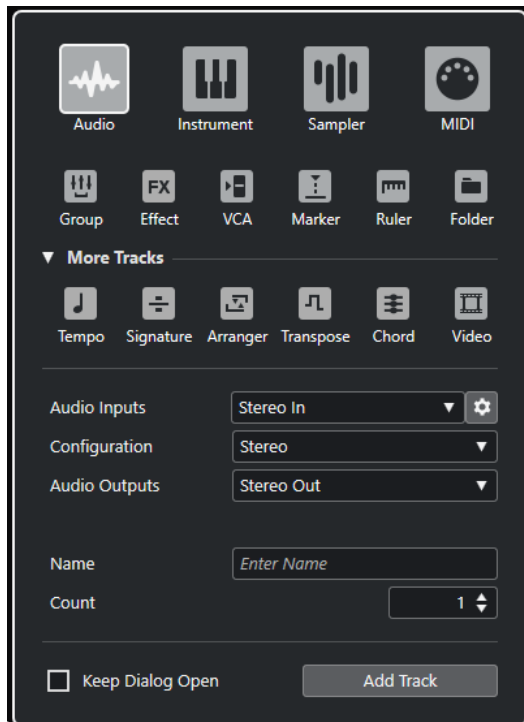 Audio Instrument Sampler MIDI
FX
Group Effect VCA Marker Ruler Folder
▼ More Tracks
Tempo Signature Arranger Transpose Chord Video
Audio Inputs Stereo In
Configuration Stereo
Audio Outputs Stereo Out
Name Enter Name
Count 1
Keep Dialog Open Add Track